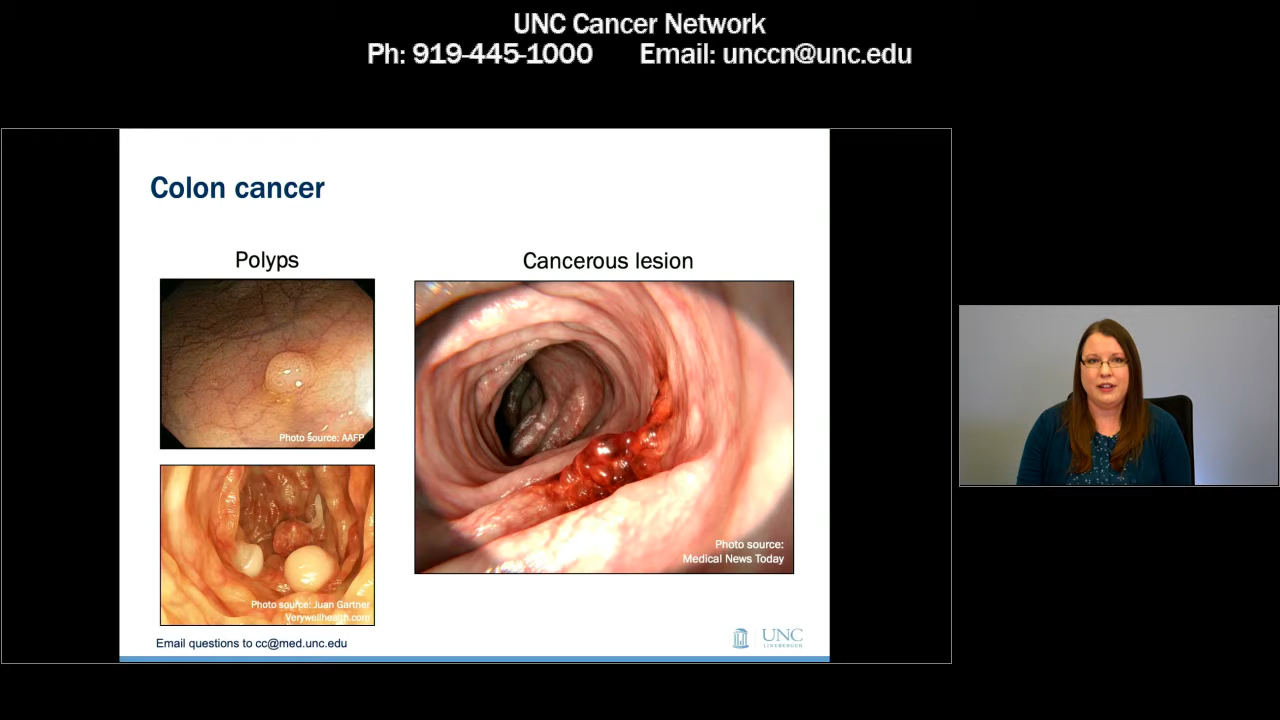 UNC Cancer Network
Ph: 919-445-1000 Email: unccn@unc.edu
Colon cancer
Polyps
Cancerous lesion
Photo source: AAFP
Photo source:
Medical News Today
Photo source: Juan Gartner
Verywellhealth.com
Email questions to cc@med.unc.edu
UNC
LINEBERGER